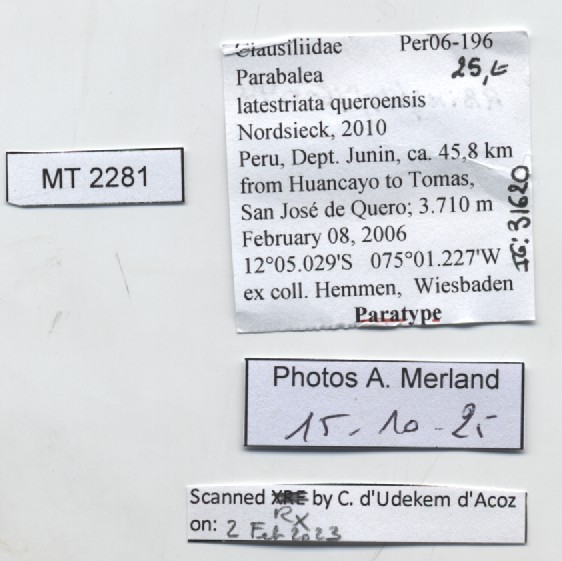 Clausiliidae Per06-196
Parabalea 25,-
latestriata queroensis
Nordsieck, 2010
Peru, Dept. Junin, ca. 45,8 km
from Huancayo to Tomas,
San José de Quero; 3.710 m
February 08, 2006
12°05.029'S 075°01.227'W
ex coll. Hemmen, Wiesbaden
Paratype
IG: 31620
MT 2281
Photos A. Merland
15-10-25
Scanned XRE by C. d'Udekem d'Acoz
RX
on: 2 Feb 2023